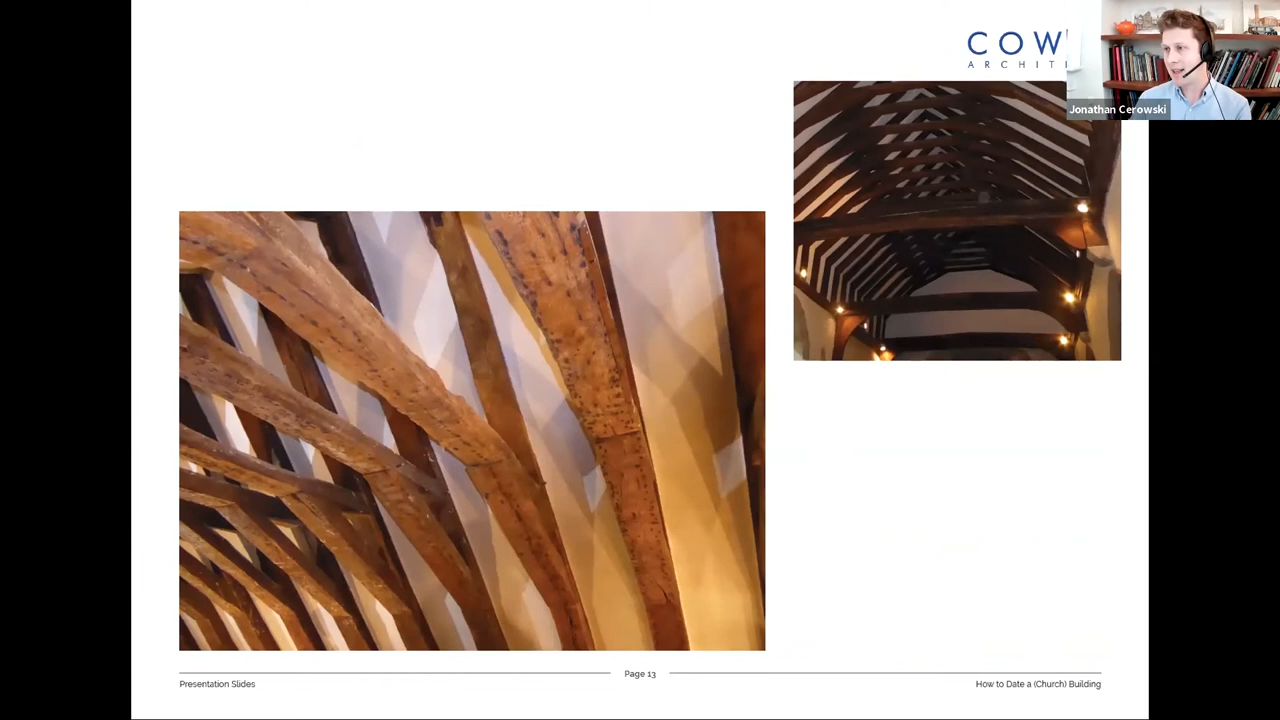 COW
ARCHIT
Jonathan Cerowski
Page 13
Presentation Slides
How to Date a (Church) Building